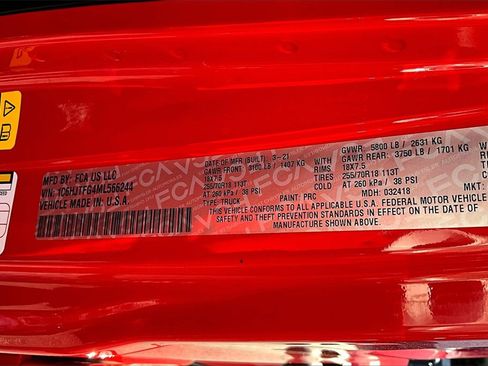 MFD BY: FCA US LLC
VIN: 1C6HJTFG4ML556244
VEHICLE MADE IN: U.S.A.
DATE OF MFR (BUILT) 3-21
GVWR: 5800 LB / 2631 KG
GAWR FRONT: 3100 LB / 1407 KG
GAWR REAR: 3750 LB / 1701 KG
RIMS: 18X7.5
RIMS: 18X7.5
TIRES: 255/70R18 113T
TIRES: 255/70R18 113T
AT 260 kPa / 38 PSI
AT 260 kPa / 38 PSI
TYPE: TRUCK
PAINT: PRC
MDH: 032418
MKT:
THIS VEHICLE CONFORMS TO ALL APPLICABLE U.S.A. FEDERAL MOTOR VEHICLE
SAFETY AND THEFT PREVENTION STANDARDS IN EFFECT ON THE DATE OF
MANUFACTURE SHOWN ABOVE.